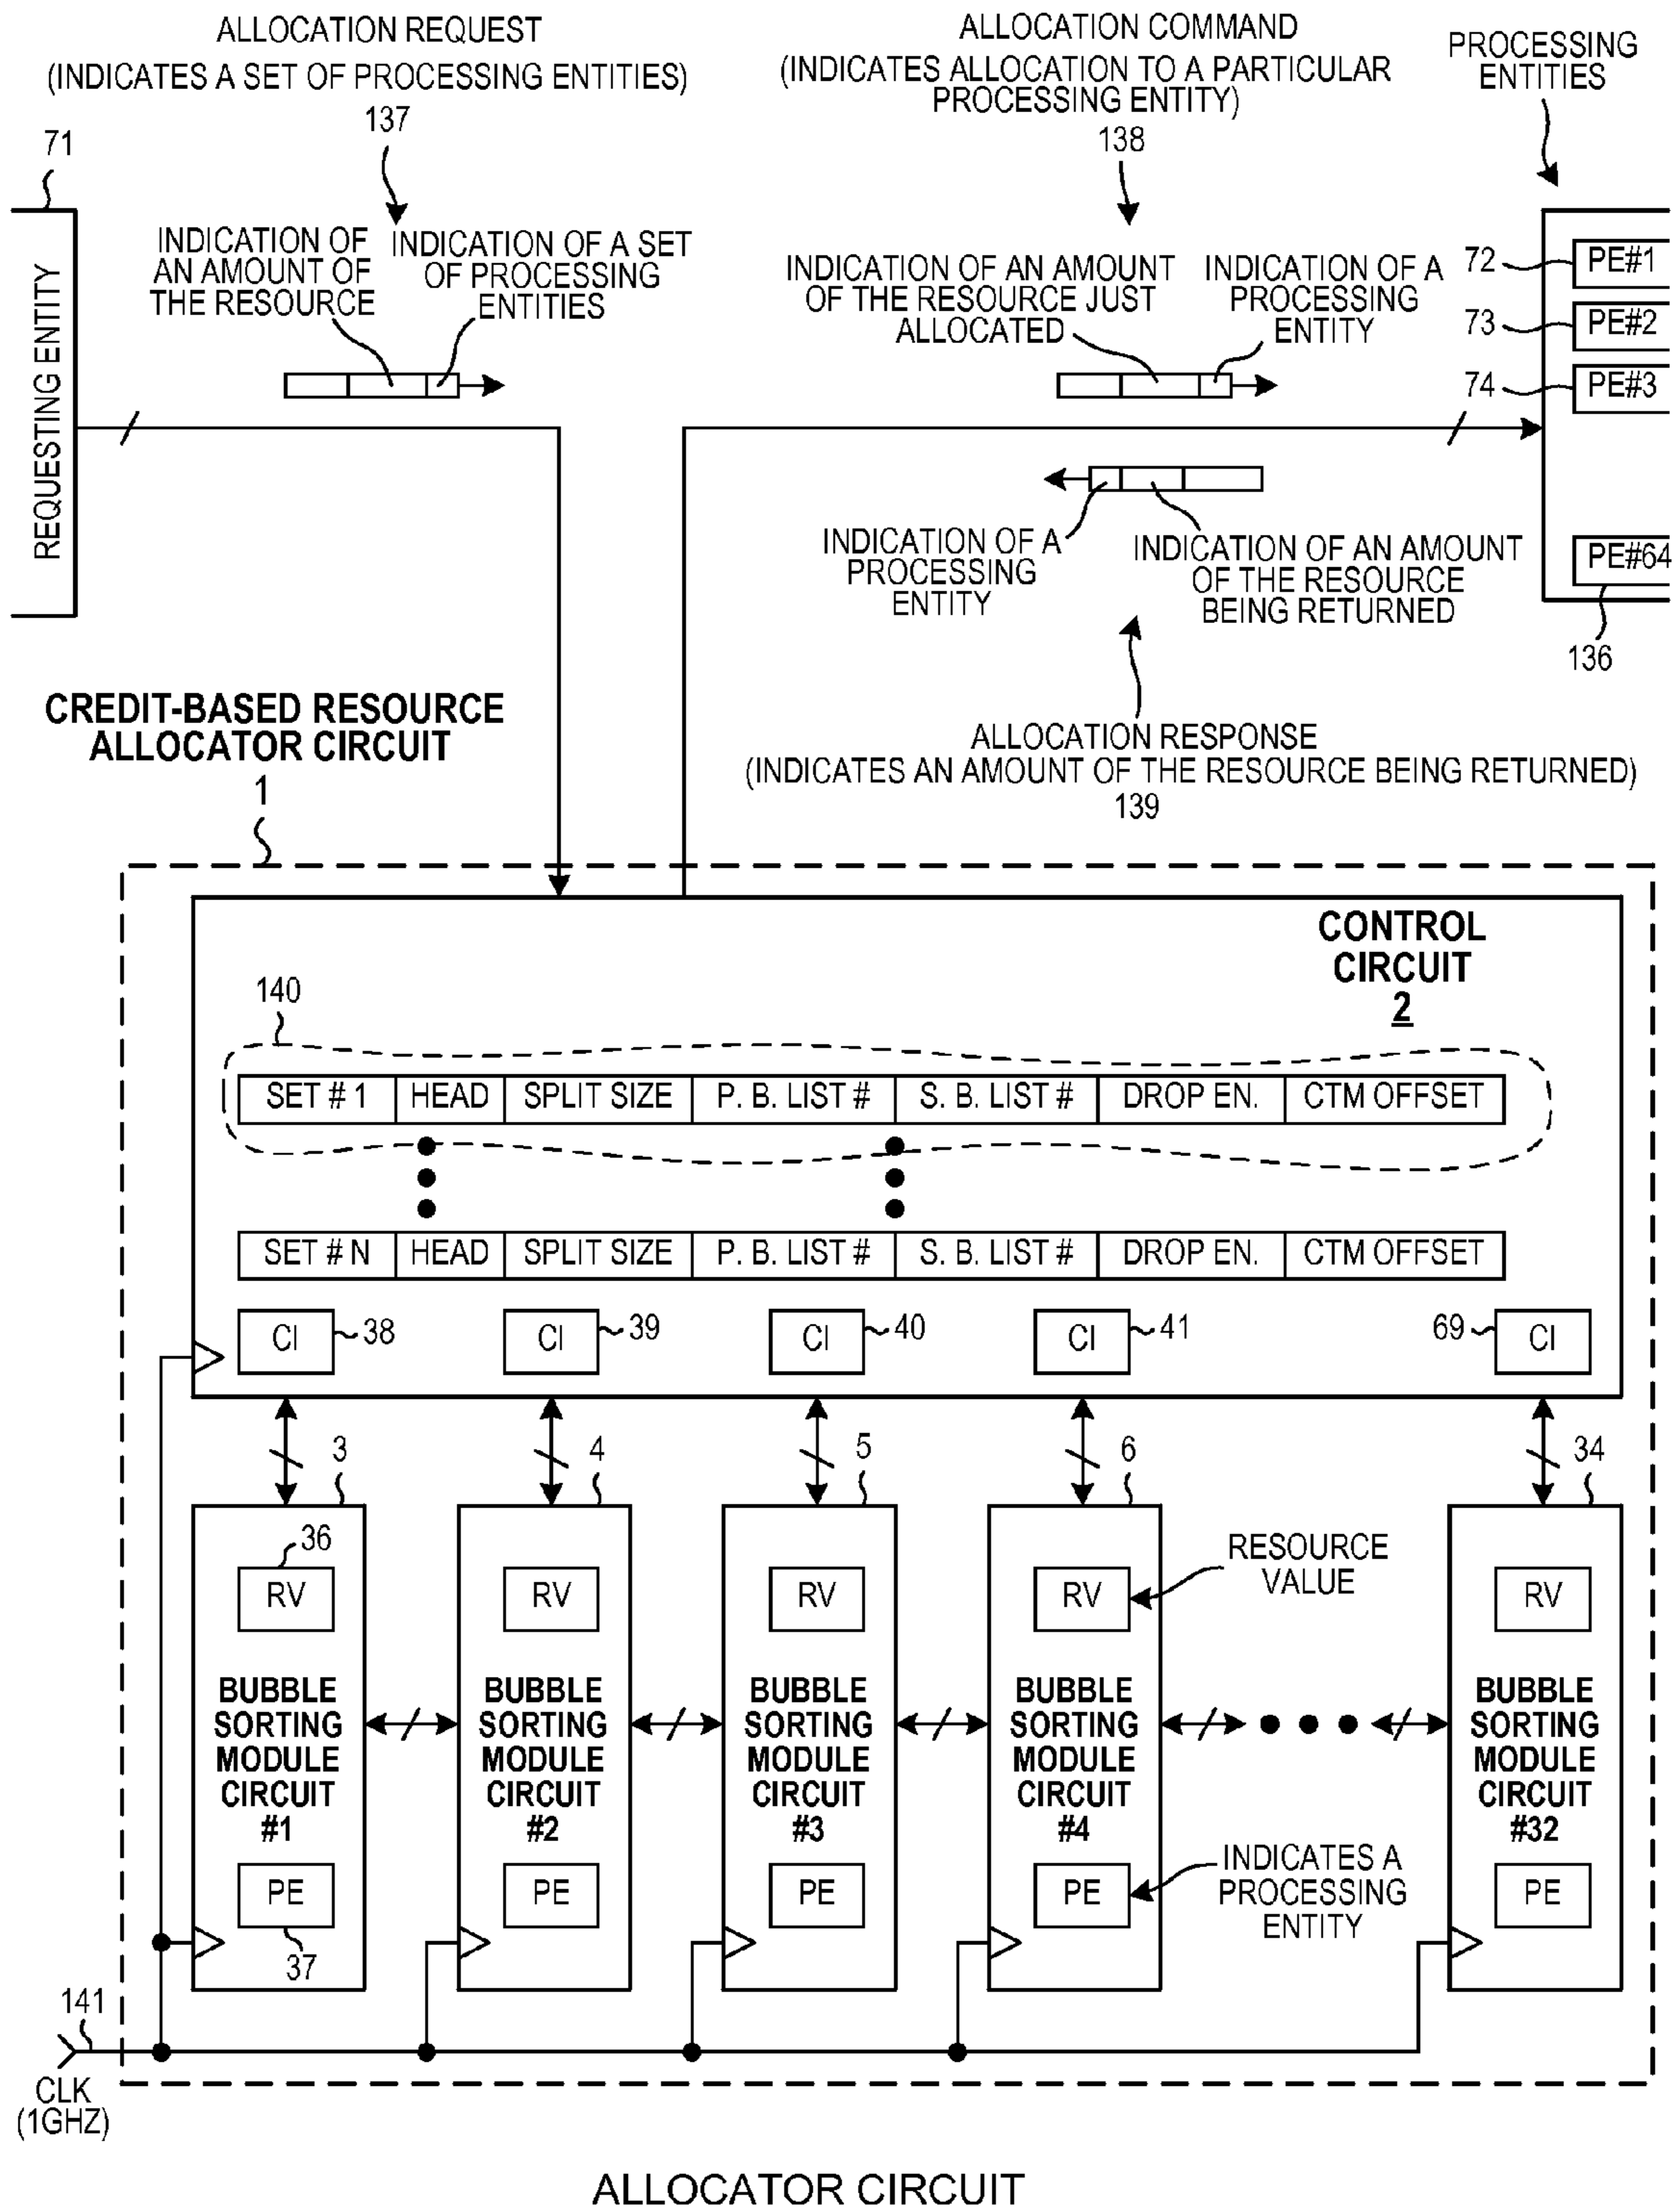 ALLOCATION REQUEST
(INDICATES A SET OF PROCESSING ENTITIES)
137
ALLOCATION COMMAND
(INDICATES ALLOCATION TO A PARTICULAR
PROCESSING ENTITY)
138
PROCESSING
ENTITIES
71
REQUESTING ENTITY
INDICATION OF
AN AMOUNT OF
THE RESOURCE
INDICATION OF A SET
OF PROCESSING
ENTITIES
INDICATION OF AN AMOUNT
OF THE RESOURCE JUST
ALLOCATED
INDICATION OF A
PROCESSING
ENTITY
72
PE#1
73
PE#2
74
PE#3
PE#64
136
INDICATION OF A
PROCESSING
ENTITY
INDICATION OF AN AMOUNT
OF THE RESOURCE
BEING RETURNED
ALLOCATION RESPONSE
(INDICATES AN AMOUNT OF THE RESOURCE BEING RETURNED)
139
CREDIT-BASED RESOURCE
ALLOCATOR CIRCUIT
1
CONTROL
CIRCUIT
2
140
SET # 1 HEAD SPLIT SIZE P. B. LIST # S. B. LIST # DROP EN. CTM OFFSET
SET # N HEAD SPLIT SIZE P. B. LIST # S. B. LIST # DROP EN. CTM OFFSET
CI 38 CI 39 CI 40 CI 41 69 CI
3 4 5 6 34
36
RV RV RV RV RV
RESOURCE
VALUE
BUBBLE
SORTING
MODULE
CIRCUIT
#1
BUBBLE
SORTING
MODULE
CIRCUIT
#2
BUBBLE
SORTING
MODULE
CIRCUIT
#3
BUBBLE
SORTING
MODULE
CIRCUIT
#4
BUBBLE
SORTING
MODULE
CIRCUIT
#32
PE PE PE PE PE
37
INDICATES A
PROCESSING
ENTITY
141
CLK
(1GHZ)
ALLOCATOR CIRCUIT